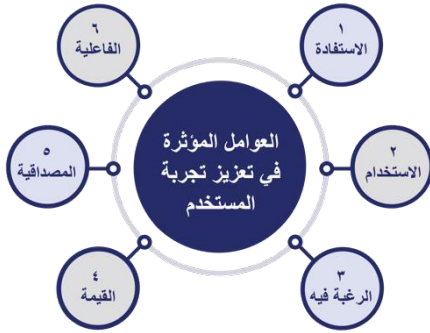 العوامل المؤثرة
في تعزيز تجربة
المستخدم
١
الاستفادة
٢
الاستخدام
٣
الرغبة فيه
٤
القيمة
٥
المصداقية
٦
الفاعلية